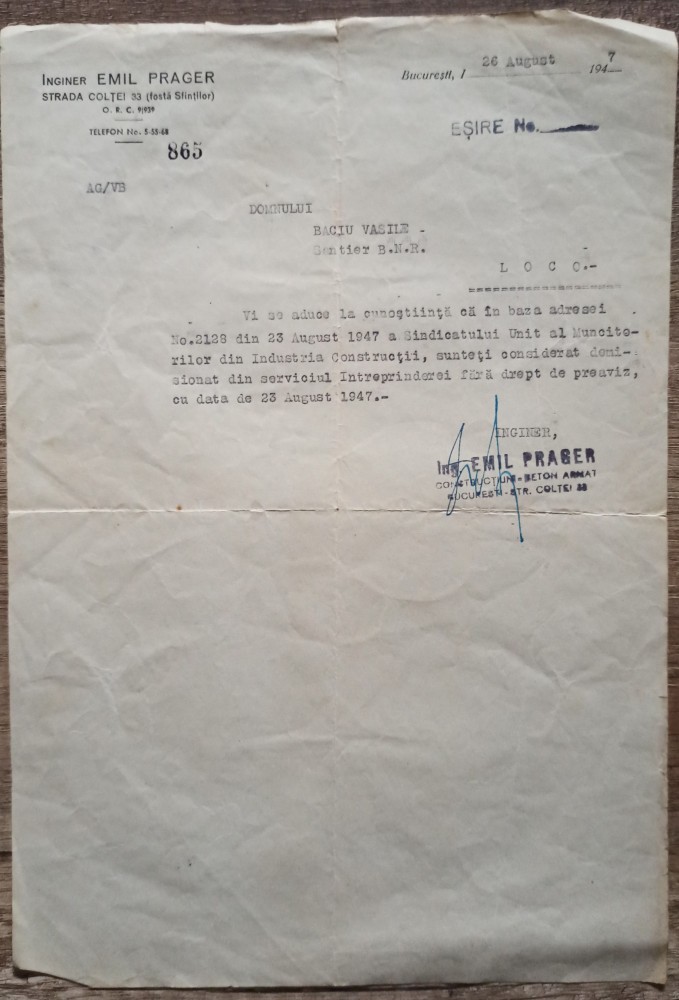 INGINER EMIL PRAGER
STRADA COLȚEI 33 (fostă Sfinților)
O. R. C. 9|939
TELEFON No. 5-55-68
865
București, 26 August 1947
EȘIRE No.
AG/VB
DOMNULUI
BACIU VASILE -
Santier B.N.R.
L O C O.-
Vi se aduce la cunoștiință că în baza adresei
No.2128 din 23 August 1947 a Sindicatului Unit al Muncito-
rilor din Industria Constructii, sunteți considerat demi-
sionat din serviciul Intreprinderei fără drept de preaviz,
cu data de 23 August 1947.-
INGINER,
Ing. EMIL PRAGER
CONSTRUCȚIUNI-BETON ARMAT
BUCUREȘTI-STR. COLȚEI 33